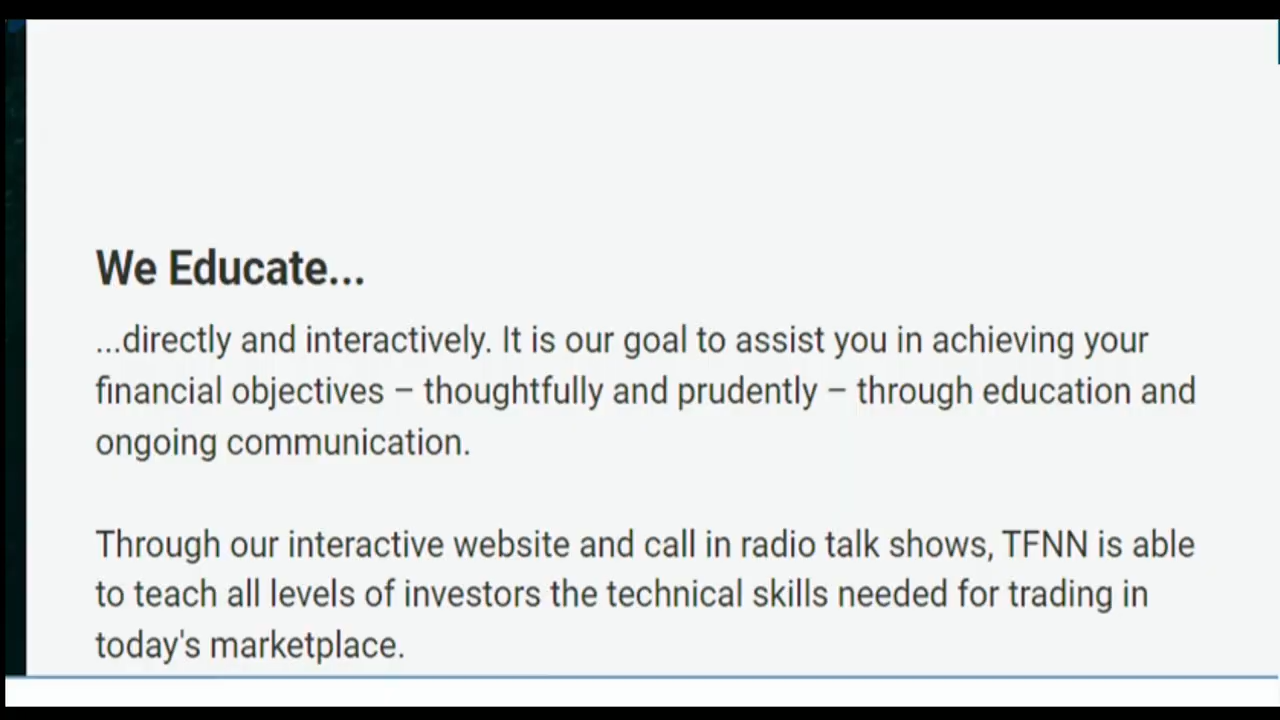 We Educate...
...directly and interactively. It is our goal to assist you in achieving your
financial objectives – thoughtfully and prudently – through education and
ongoing communication.
Through our interactive website and call in radio talk shows, TFNN is able
to teach all levels of investors the technical skills needed for trading in
today's marketplace.